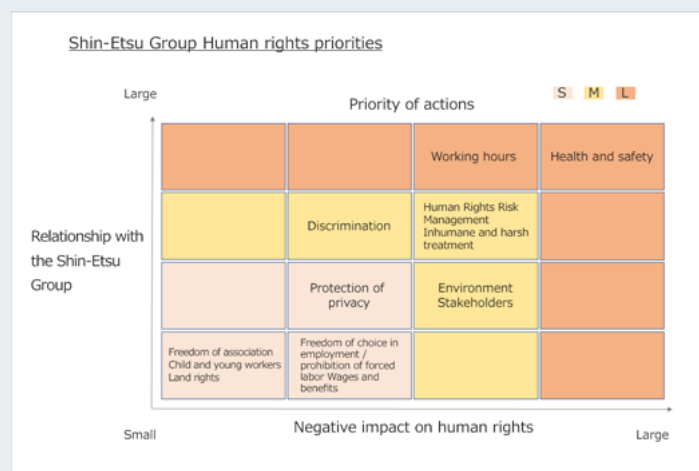 Shin-Etsu Group Human rights priorities
Large
Priority of actions
S M L
Working hours
Health and safety
Relationship with
the Shin-Etsu
Group
Discrimination
Human Rights Risk
Management
Inhumane and harsh
treatment
Protection of
privacy
Environment
Stakeholders
Freedom of association
Child and young workers
Land rights
Freedom of choice in
employment /
prohibition of forced
labor Wages and
benefits
Small
Negative impact on human rights
Large